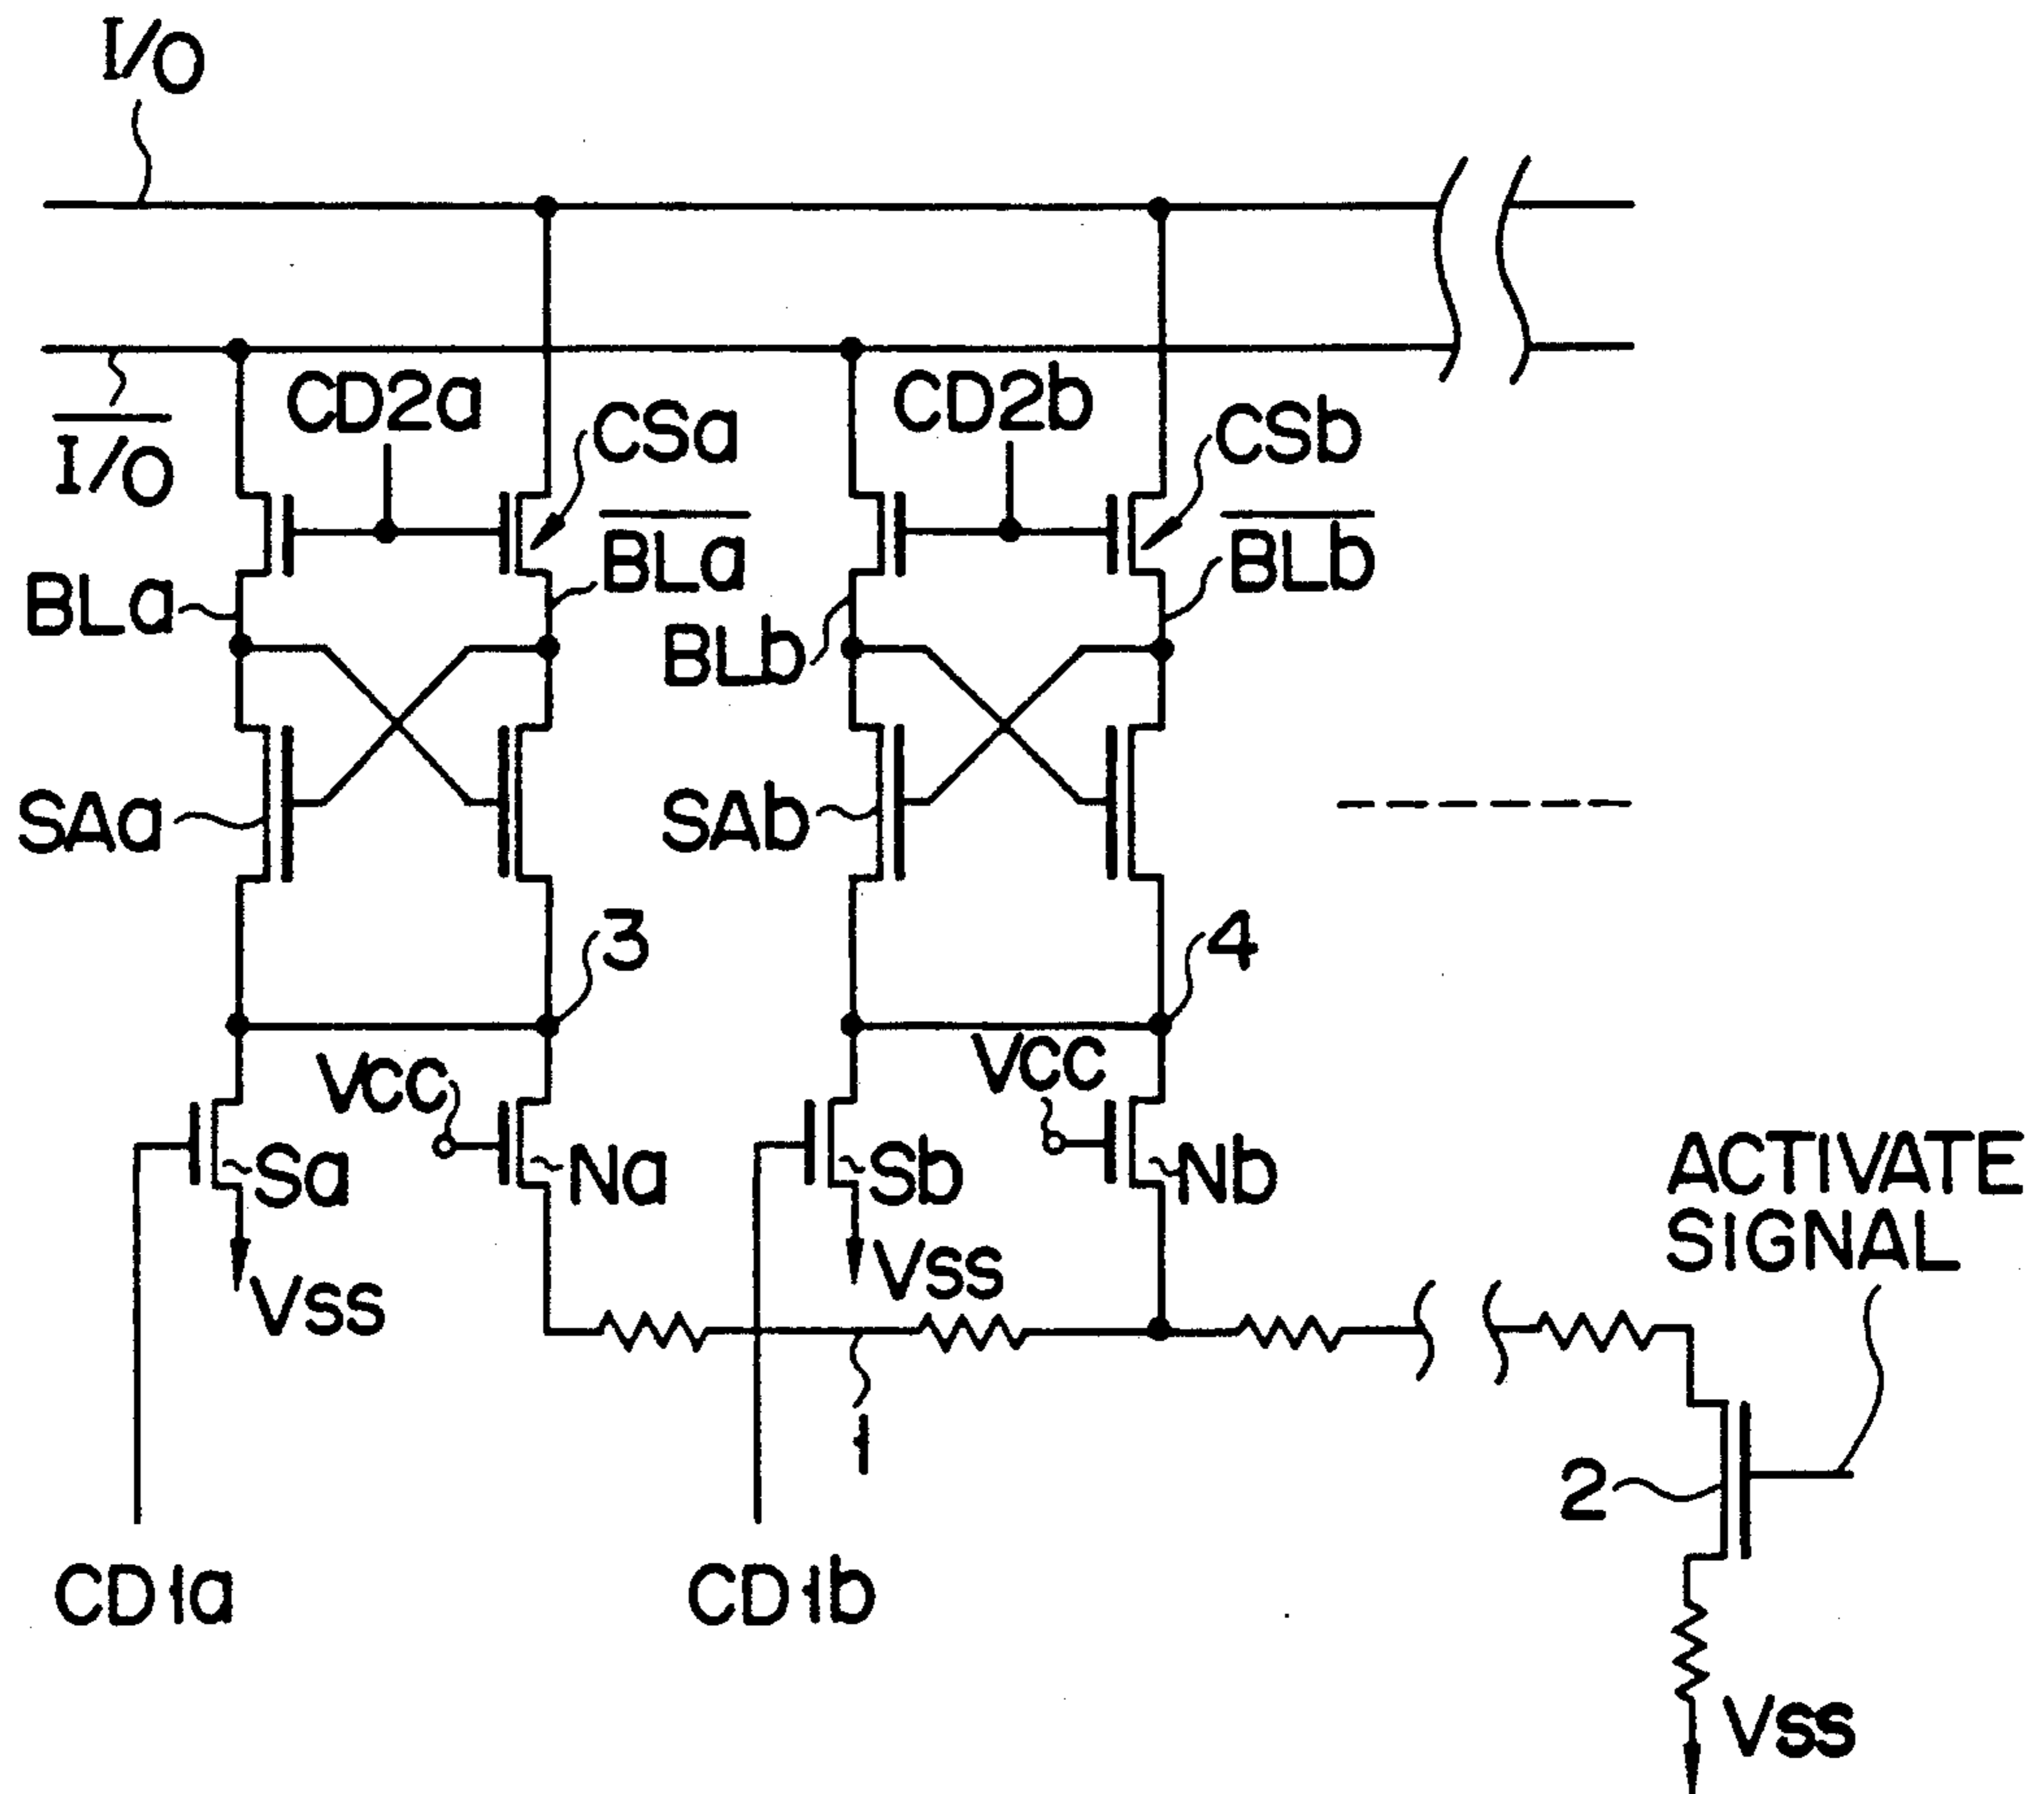 I/O
I/O
CD2a
CSa
CD2b
CSb
BLa
BLa
BLb
BLb
SAa
SAb
3
4
VCC
VCC
Sa
Na
Sb
Nb
ACTIVATE
SIGNAL
VSS
VSS
1
2
CD1a
CD1b
VSS